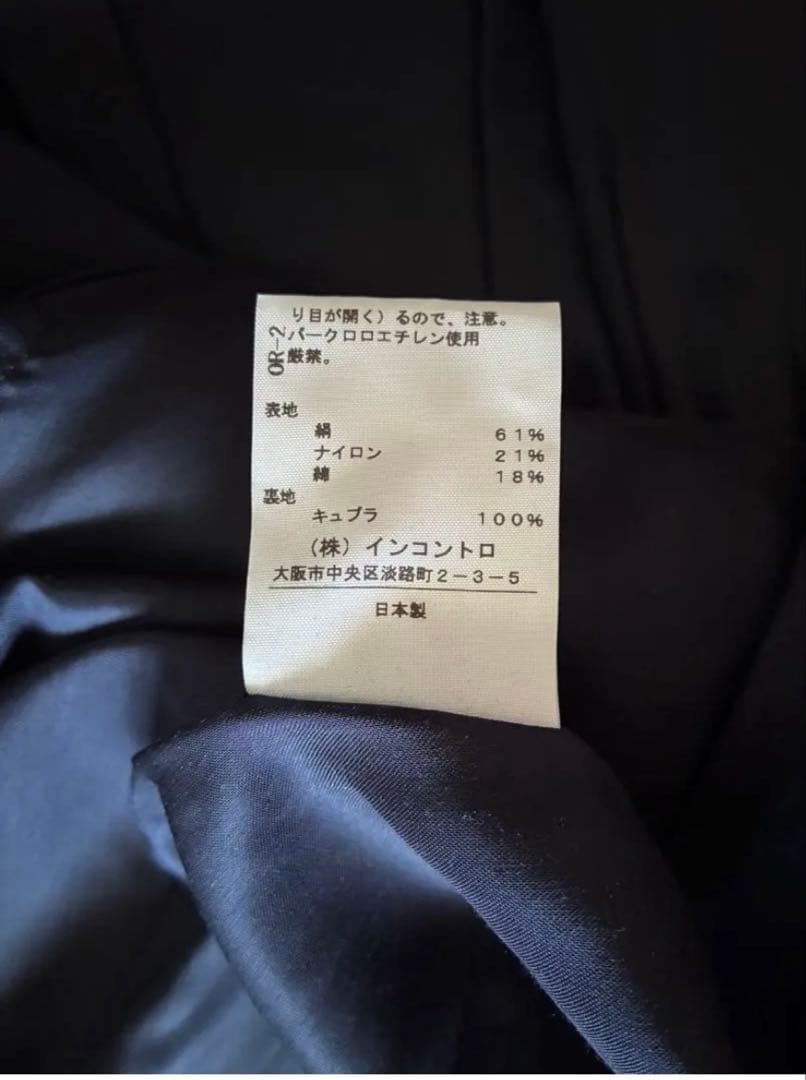 り目が開く）るので、注意。
パークロロエチレン使用
厳禁。
OR-2
表地
絹 61%
ナイロン 21%
綿 18%
裏地
キュプラ 100%
（株）インコントロ
大阪市中央区淡路町2－3－5
日本製